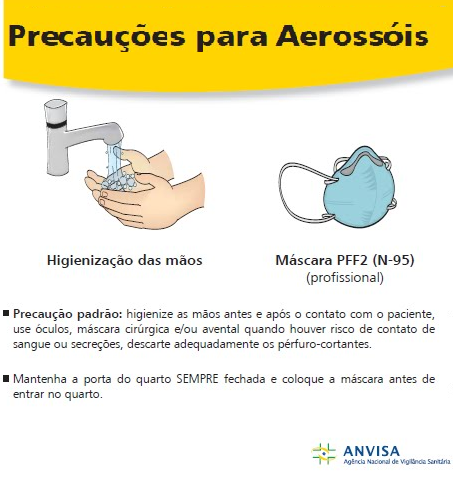 Precauções para Aerossóis
Higienização das mãos
Máscara PFF2 (N-95)
(profissional)
Precaução padrão: higienize as mãos antes e após o contato com o paciente,
use óculos, máscara cirúrgica e/ou avental quando houver risco de contato de
sangue ou secreções, descarte adequadamente os pérfuro-cortantes.
Mantenha a porta do quarto SEMPRE fechada e coloque a máscara antes de
entrar no quarto.
ANVISA
Agência Nacional de Vigilância Sanitária